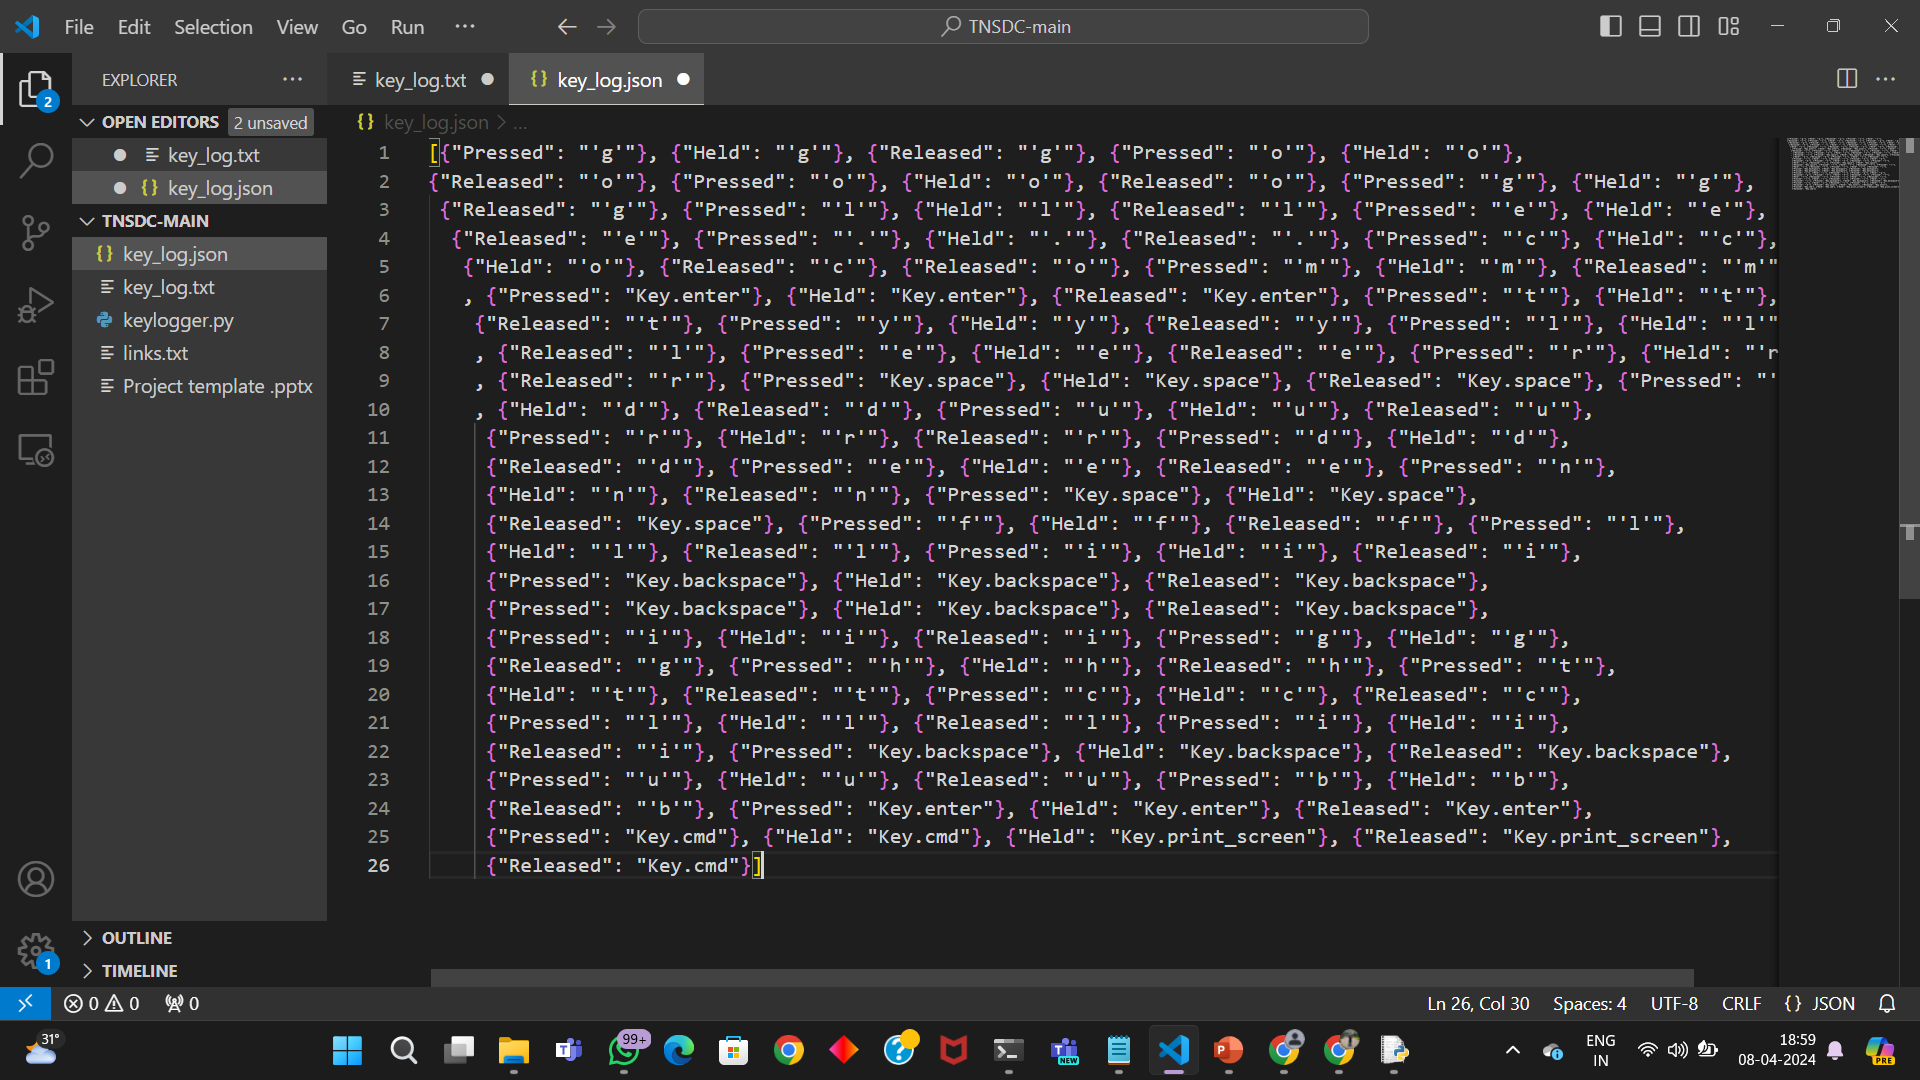 File Edit Selection View Go Run ··· TNSDC-main
EXPLORER ···
key_log.txt
{} key_log.json
OPEN EDITORS 2 unsaved
key_log.txt
{} key_log.json
TNSDC-MAIN
{} key_log.json
key_log.txt
keylogger.py
links.txt
Project template .pptx
OUTLINE
TIMELINE
2
1
{} key_log.json > ...
1 [{"Pressed": "'g'"}, {"Held": "'g'"}, {"Released": "'g'"}, {"Pressed": "'o'"}, {"Held": "'o'"},
2 {"Released": "'o'"}, {"Pressed": "'o'"}, {"Held": "'o'"}, {"Released": "'o'"}, {"Pressed": "'g'"}, {"Held": "'g'"},
3 {"Released": "'g'"}, {"Pressed": "'l'"}, {"Held": "'l'"}, {"Released": "'l'"}, {"Pressed": "'e'"}, {"Held": "'e'"},
4 {"Released": "'e'"}, {"Pressed": "'.'"}, {"Held": "'.'"}, {"Released": "'.'"}, {"Pressed": "'c'"}, {"Held": "'c'"},
5 {"Held": "'o'"}, {"Released": "'c'"}, {"Released": "'o'"}, {"Pressed": "'m'"}, {"Held": "'m'"}, {"Released": "'m'"
6 , {"Pressed": "Key.enter"}, {"Held": "Key.enter"}, {"Released": "Key.enter"}, {"Pressed": "'t'"}, {"Held": "'t'"},
7 {"Released": "'t'"}, {"Pressed": "'y'"}, {"Held": "'y'"}, {"Released": "'y'"}, {"Pressed": "'l'"}, {"Held": "'l'"
8 , {"Released": "'l'"}, {"Pressed": "'e'"}, {"Held": "'e'"}, {"Released": "'e'"}, {"Pressed": "'r'"}, {"Held": "'r
9 , {"Released": "'r'"}, {"Pressed": "Key.space"}, {"Held": "Key.space"}, {"Released": "Key.space"}, {"Pressed": "'
10 , {"Held": "'d'"}, {"Released": "'d'"}, {"Pressed": "'u'"}, {"Held": "'u'"}, {"Released": "'u'"},
11 {"Pressed": "'r'"}, {"Held": "'r'"}, {"Released": "'r'"}, {"Pressed": "'d'"}, {"Held": "'d'"},
12 {"Released": "'d'"}, {"Pressed": "'e'"}, {"Held": "'e'"}, {"Released": "'e'"}, {"Pressed": "'n'"},
13 {"Held": "'n'"}, {"Released": "'n'"}, {"Pressed": "Key.space"}, {"Held": "Key.space"},
14 {"Released": "Key.space"}, {"Pressed": "'f'"}, {"Held": "'f'"}, {"Released": "'f'"}, {"Pressed": "'l'"},
15 {"Held": "'l'"}, {"Released": "'l'"}, {"Pressed": "'i'"}, {"Held": "'i'"}, {"Released": "'i'"},
16 {"Pressed": "Key.backspace"}, {"Held": "Key.backspace"}, {"Released": "Key.backspace"},
17 {"Pressed": "Key.backspace"}, {"Held": "Key.backspace"}, {"Released": "Key.backspace"},
18 {"Pressed": "'i'"}, {"Held": "'i'"}, {"Released": "'i'"}, {"Pressed": "'g'"}, {"Held": "'g'"},
19 {"Released": "'g'"}, {"Pressed": "'h'"}, {"Held": "'h'"}, {"Released": "'h'"}, {"Pressed": "'t'"},
20 {"Held": "'t'"}, {"Released": "'t'"}, {"Pressed": "'c'"}, {"Held": "'c'"}, {"Released": "'c'"},
21 {"Pressed": "'l'"}, {"Held": "'l'"}, {"Released": "'l'"}, {"Pressed": "'i'"}, {"Held": "'i'"},
22 {"Released": "'i'"}, {"Pressed": "Key.backspace"}, {"Held": "Key.backspace"}, {"Released": "Key.backspace"},
23 {"Pressed": "'u'"}, {"Held": "'u'"}, {"Released": "'u'"}, {"Pressed": "'b'"}, {"Held": "'b'"},
24 {"Released": "'b'"}, {"Pressed": "Key.enter"}, {"Held": "Key.enter"}, {"Released": "Key.enter"},
25 {"Pressed": "Key.cmd"}, {"Held": "Key.cmd"}, {"Held": "Key.print_screen"}, {"Released": "Key.print_screen"},
26 {"Released": "Key.cmd"}]
0 0 0 Ln 26, Col 30 Spaces: 4 UTF-8 CRLF {} JSON
31° 99+ NEW ENG 18:59 PRE
IN 08-04-2024